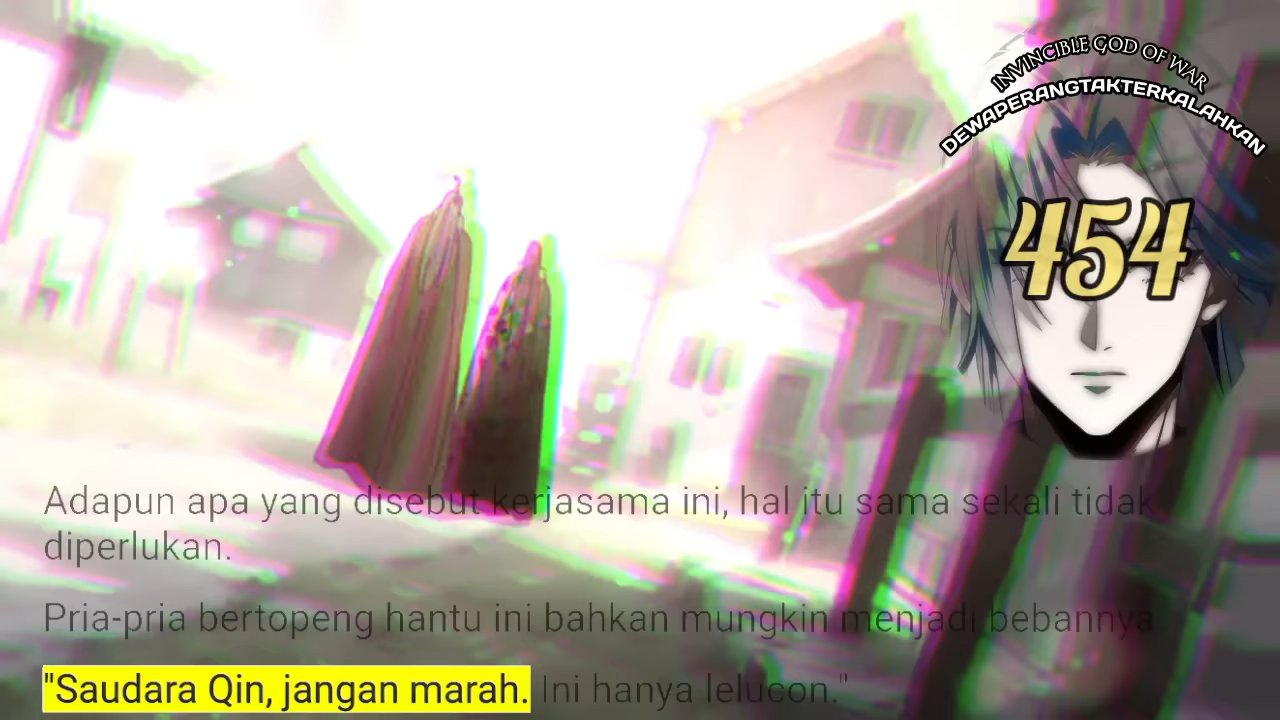 INVINCIBLE GOD OF WAR
DEWAPERANGTAKTERKALAHKAN
454
Adapun apa yang disebut kerjasama ini, hal itu sama sekali tidak
diperlukan.
Pria-pria bertopeng hantu ini bahkan mungkin menjadi bebannya
"Saudara Qin, jangan marah. Ini hanya lelucon."